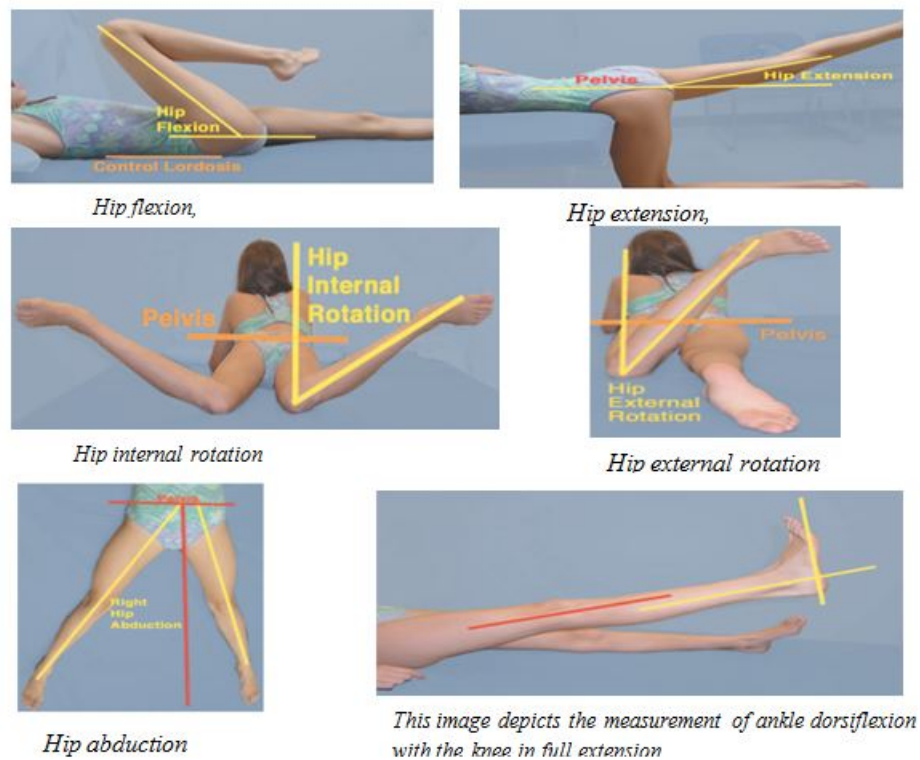 Hip
Flexion
Control Lordosis
Pelvis
Hip Extension
Hip flexion,
Hip extension,
Hip
Internal
Rotation
Pelvis
Pelvis
Hip
External
Rotation
Hip internal rotation
Hip external rotation
Pelvis
Right
Hip
Abduction
Hip abduction
This image depicts the measurement of ankle dorsiflexion
with the knee in full extension